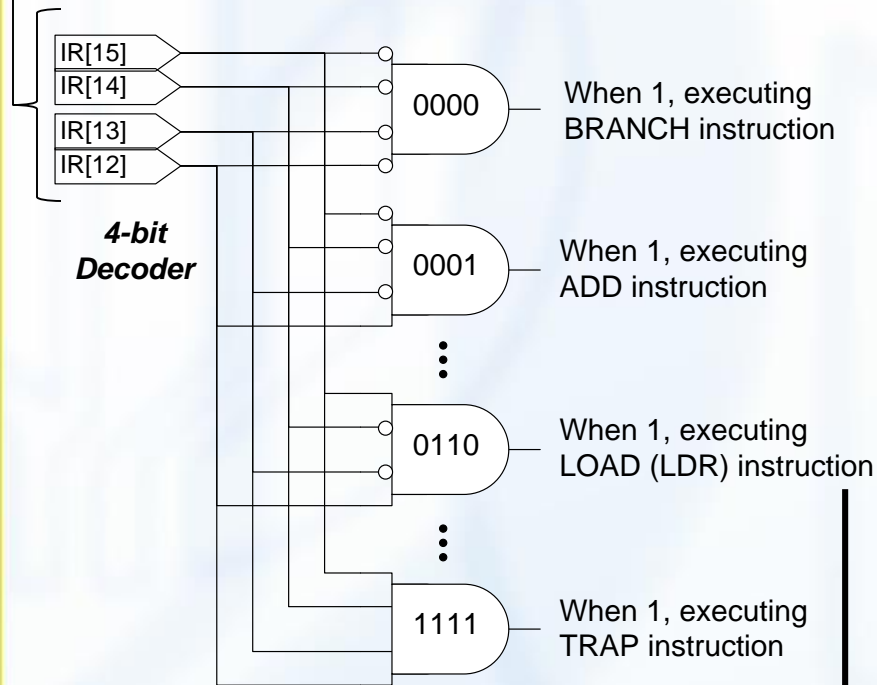 IR[15]
IR[14]
IR[13]
IR[12]
4-bit
Decoder
0000
When 1, executing
BRANCH instruction
0001
When 1, executing
ADD instruction
0110
When 1, executing
LOAD (LDR) instruction
1111
When 1, executing
TRAP instruction